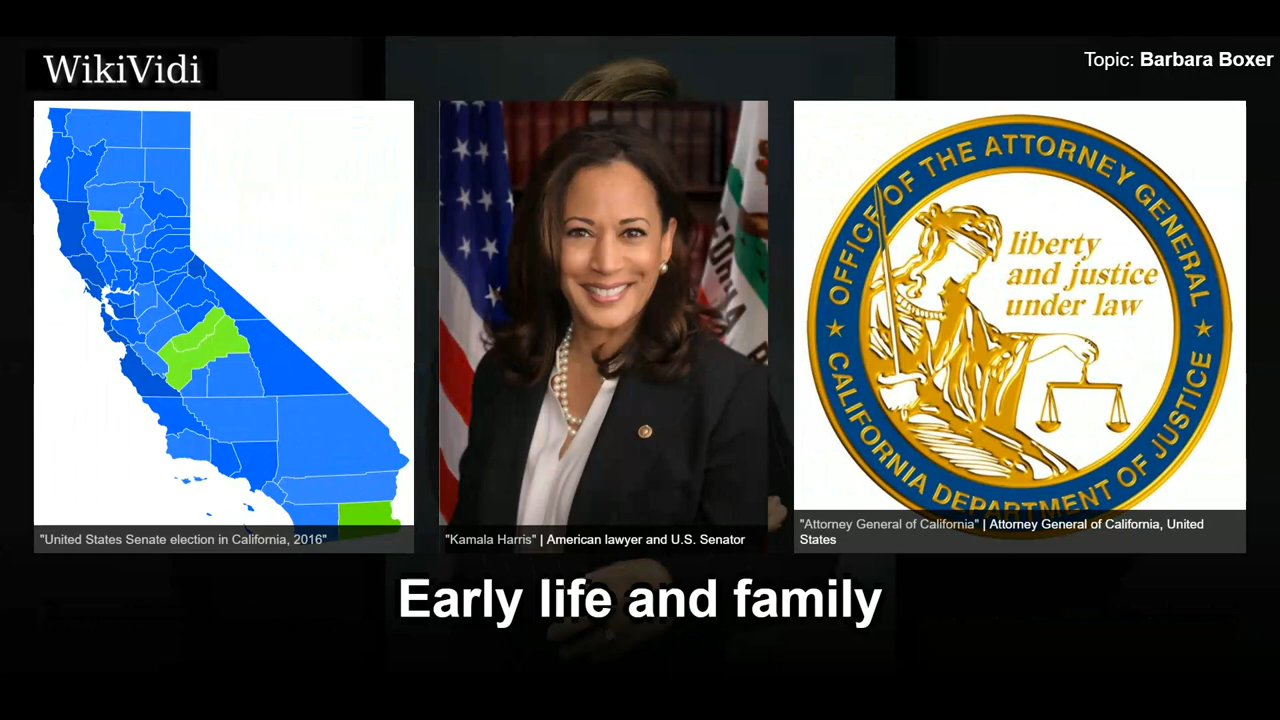 WikiVidi
Topic: Barbara Boxer
OFFICE OF THE ATTORNEY GENERAL
liberty
and justice
under law
CALIFORNIA DEPARTMENT OF JUSTICE
"United States Senate election in California, 2016"
"Kamala Harris" | American lawyer and U.S. Senator
"Attorney General of California" | Attorney General of California, United
States
Early life and family